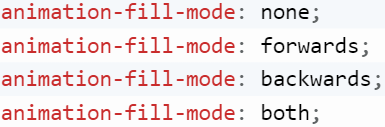 animation-fill-mode: none;
animation-fill-mode: forwards;
animation-fill-mode: backwards;
animation-fill-mode: both;